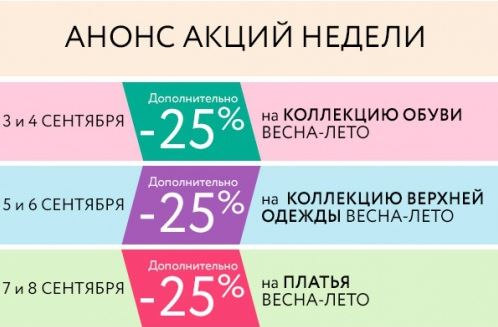 АНОНС АКЦИЙ НЕДЕЛИ
3 и 4 СЕНТЯБРЯ
Дополнительно
-25%
на КОЛЛЕКЦИЮ ОБУВИ
ВЕСНА-ЛЕТО
5 и 6 СЕНТЯБРЯ
Дополнительно
-25%
на КОЛЛЕКЦИЮ ВЕРХНЕЙ
ОДЕЖДЫ ВЕСНА-ЛЕТО
7 и 8 СЕНТЯБРЯ
Дополнительно
-25%
на ПЛАТЬЯ
ВЕСНА-ЛЕТО